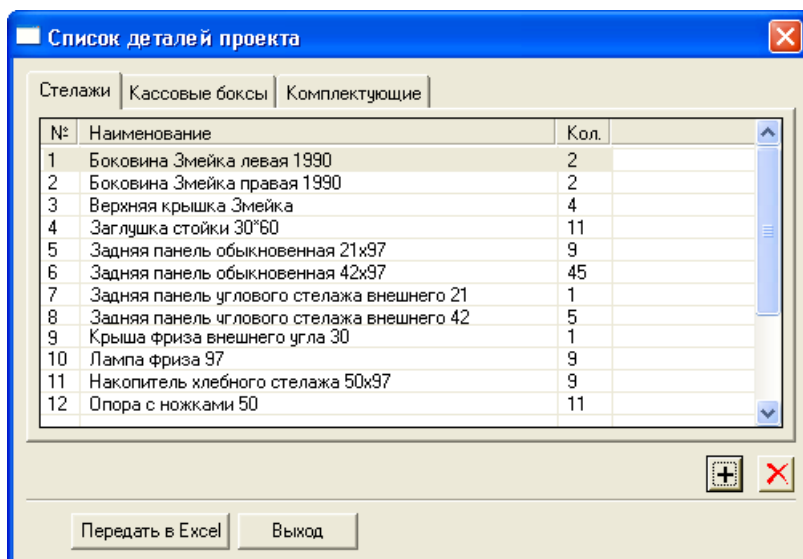 Список деталей проекта
Стелажи Кассовые боксы Комплектующие
№ Наименование Кол.
1 Боковина Змейка левая 1990 2
2 Боковина Змейка правая 1990 2
3 Верхняя крышка Змейка 4
4 Заглушка стойки 30*60 11
5 Задняя панель обыкновенная 21x97 9
6 Задняя панель обыкновенная 42x97 45
7 Задняя панель углового стелажа внешнего 21 1
8 Задняя панель углового стелажа внешнего 42 5
9 Крыша фриза внешнего угла 30 1
10 Лампа фриза 97 9
11 Накопитель хлебного стелажа 50x97 9
12 Опора с ножками 50 11
Передать в Excel Выход